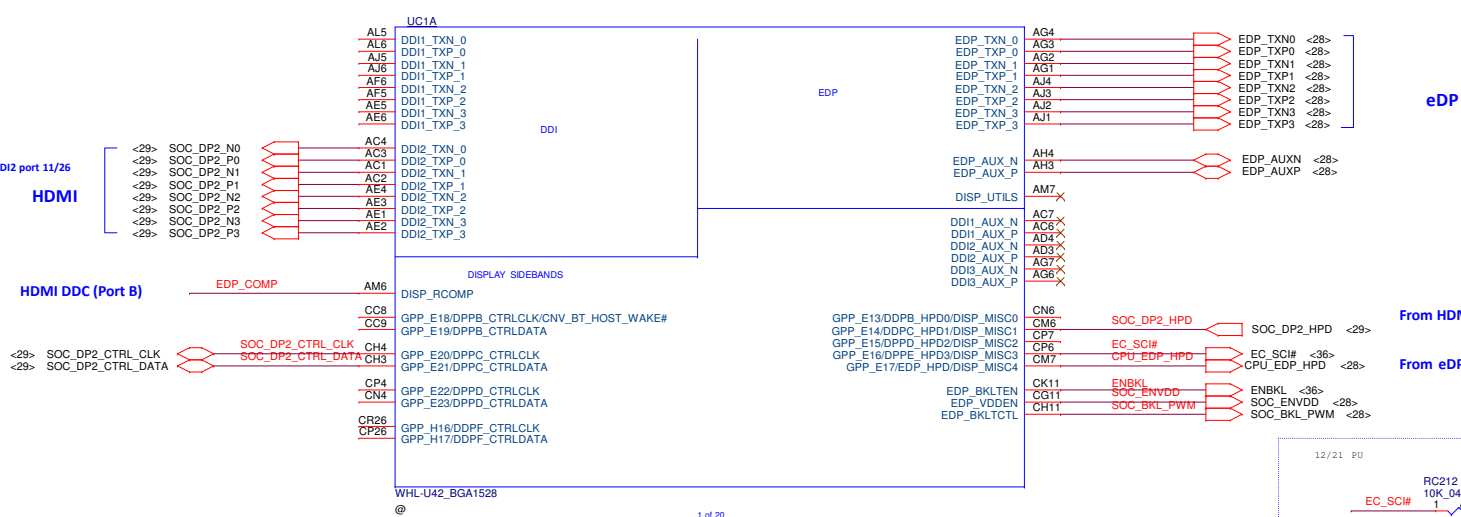 UC1A
AL5 DDI1_TXN_0
AL6 DDI1_TXP_0
AJ5 DDI1_TXN_1
AJ6 DDI1_TXP_1
AF6 DDI1_TXN_2
AF5 DDI1_TXP_2
AE5 DDI1_TXN_3
AE6 DDI1_TXP_3
DDI
EDP
EDP_TXN_0 AG4 EDP_TXN0 <28>
EDP_TXP_0 AG3 EDP_TXP0 <28>
EDP_TXN_1 AG2 EDP_TXN1 <28>
EDP_TXP_1 AG1 EDP_TXP1 <28>
EDP_TXN_2 AJ4 EDP_TXN2 <28>
EDP_TXP_2 AJ3 EDP_TXP2 <28>
EDP_TXN_3 AJ2 EDP_TXN3 <28>
EDP_TXP_3 AJ1 EDP_TXP3 <28>
eDP
DI2 port 11/26
HDMI
<29> SOC_DP2_N0 AC4 DDI2_TXN_0
<29> SOC_DP2_P0 AC3 DDI2_TXP_0
<29> SOC_DP2_N1 AC1 DDI2_TXN_1
<29> SOC_DP2_P1 AC2 DDI2_TXP_1
<29> SOC_DP2_N2 AE4 DDI2_TXN_2
<29> SOC_DP2_P2 AE3 DDI2_TXP_2
<29> SOC_DP2_N3 AE1 DDI2_TXN_3
<29> SOC_DP2_P3 AE2 DDI2_TXP_3
EDP_AUX_N AH4 EDP_AUXN <28>
EDP_AUX_P AH3 EDP_AUXP <28>
DISP_UTILS AM7
DDI1_AUX_N AC7
DDI1_AUX_P AC6
DDI2_AUX_N AD4
DDI2_AUX_P AD3
DDI3_AUX_N AG7
DDI3_AUX_P AG6
DISPLAY SIDEBANDS
HDMI DDC (Port B)
EDP_COMP AM6 DISP_RCOMP
CC8 GPP_E18/DPPB_CTRLCLK/CNV_BT_HOST_WAKE#
CC9 GPP_E19/DPPB_CTRLDATA
<29> SOC_DP2_CTRL_CLK SOC_DP2_CTRL_CLK CH4 GPP_E20/DPPC_CTRLCLK
<29> SOC_DP2_CTRL_DATA SOC_DP2_CTRL_DATA CH3 GPP_E21/DPPC_CTRLDATA
CP4 GPP_E22/DPPD_CTRLCLK
CN4 GPP_E23/DPPD_CTRLDATA
CR26 GPP_H16/DDPF_CTRLCLK
CP26 GPP_H17/DDPF_CTRLDATA
GPP_E13/DDPB_HPD0/DISP_MISC0 CN6
GPP_E14/DDPC_HPD1/DISP_MISC1 CM6 SOC_DP2_HPD SOC_DP2_HPD <29>
GPP_E15/DPPD_HPD2/DISP_MISC2 CP7
GPP_E16/DPPE_HPD3/DISP_MISC3 CP6 EC_SCI# EC_SCI# <36>
GPP_E17/EDP_HPD/DISP_MISC4 CM7 CPU_EDP_HPD CPU_EDP_HPD <28>
From HDM
From eDP
EDP_BKLTEN CK11 ENBKL ENBKL <36>
EDP_VDDEN CG11 SOC_ENVDD SOC_ENVDD <28>
EDP_BKLTCTL CH11 SOC_BKL_PWM SOC_BKL_PWM <28>
WHL-U42_BGA1528
@
1 of 20
12/21 PU
RC212
10K_04
EC_SCI# 1